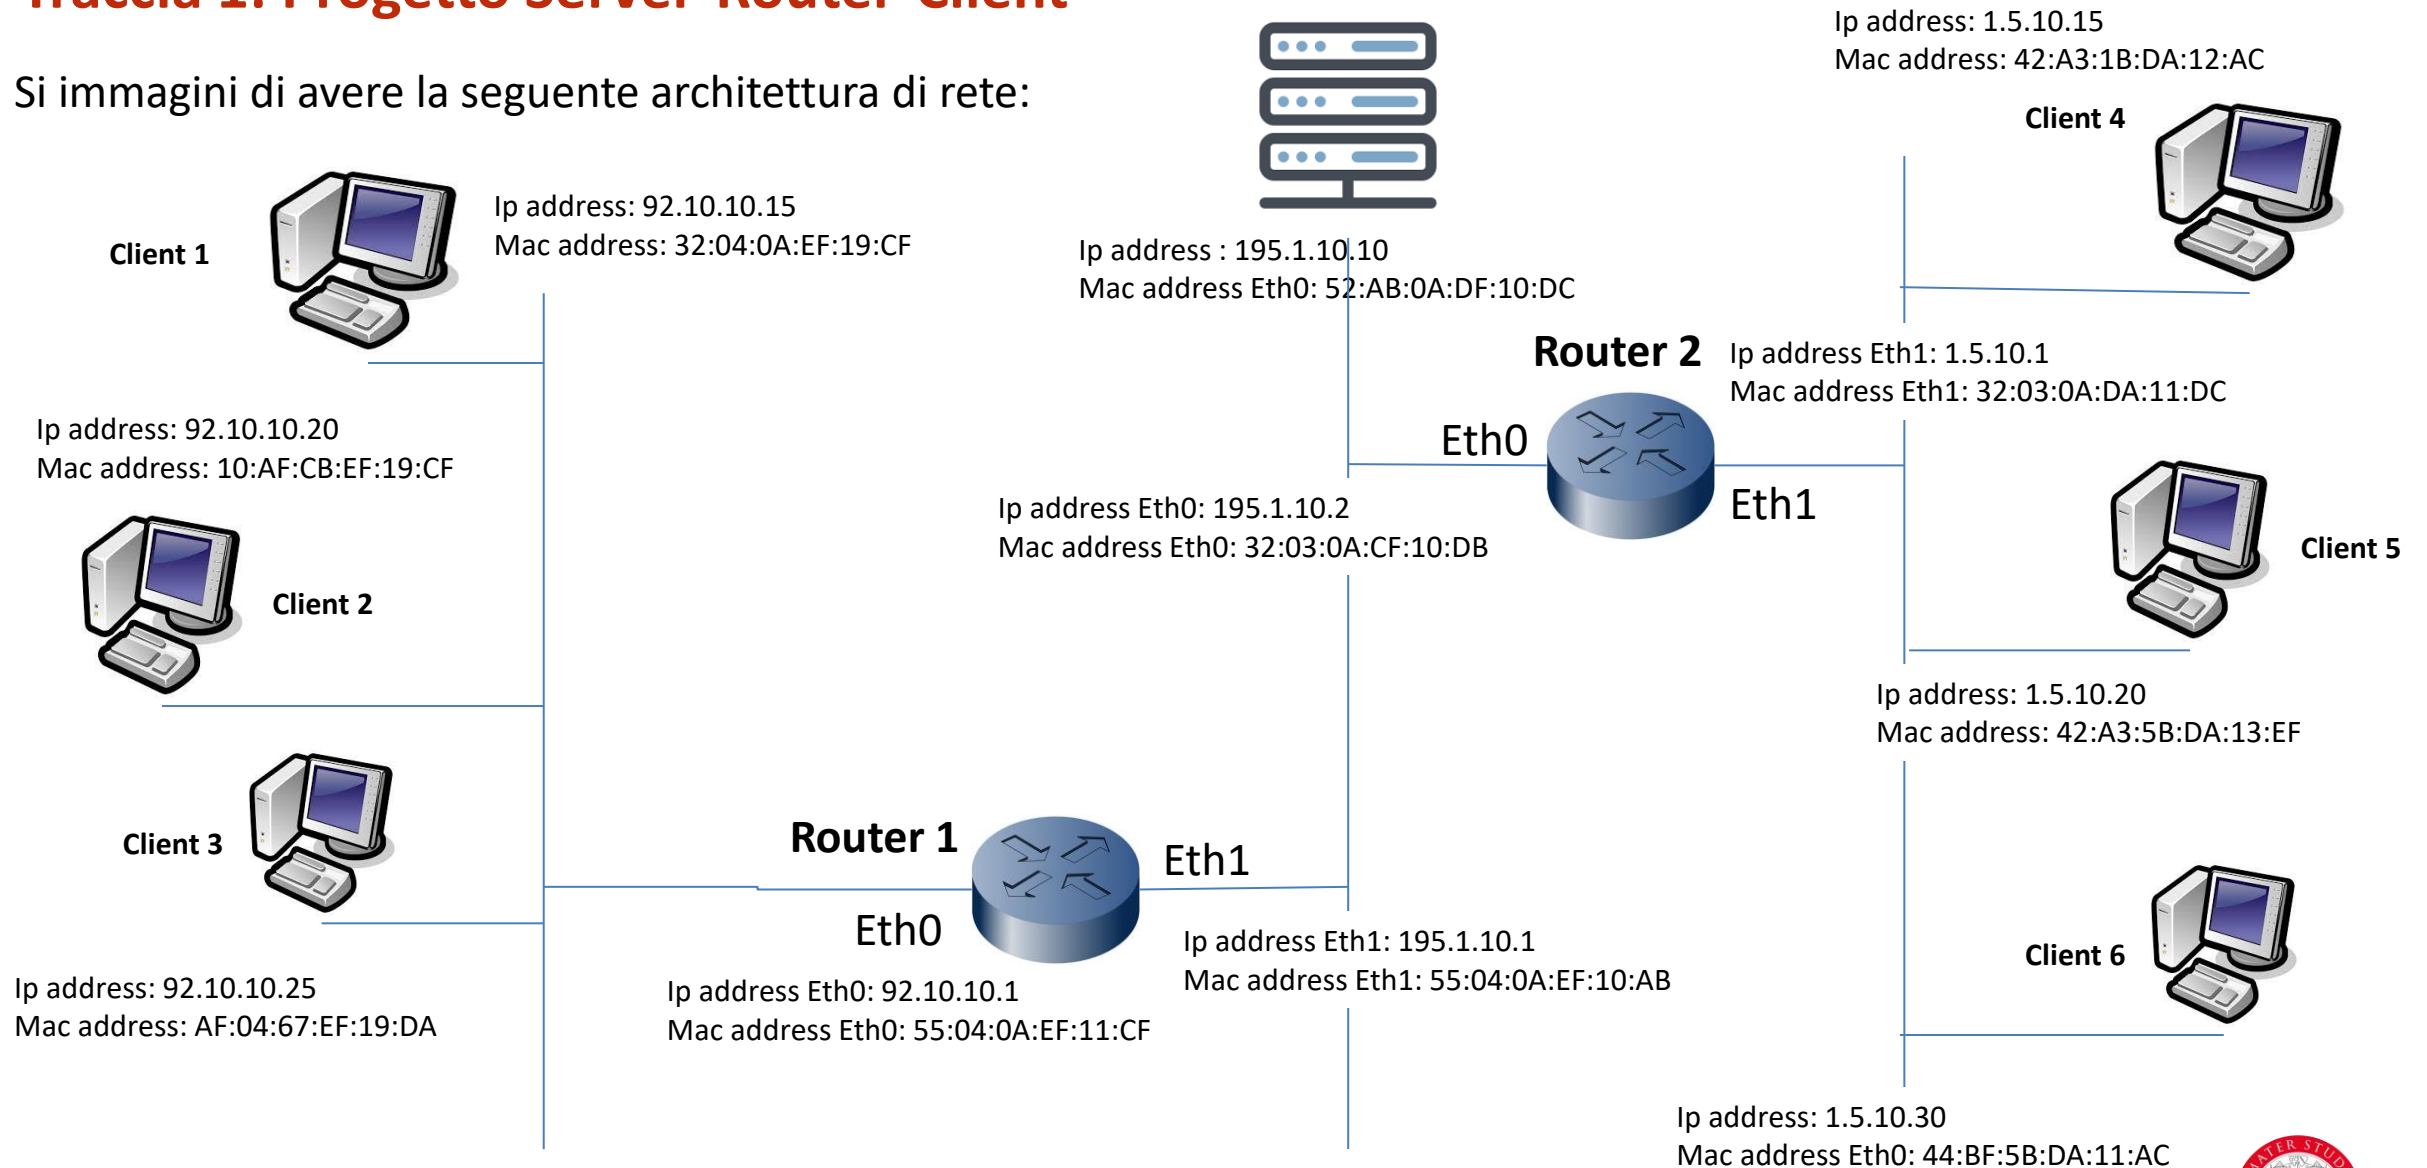 Traccia 1: Progetto Server-Router-Client
Si immagini di avere la seguente architettura di rete:
Ip address: 1.5.10.15
Mac address: 42:A3:1B:DA:12:AC
Client 4
Ip address: 92.10.10.15
Mac address: 32:04:0A:EF:19:CF
Client 1
Ip address : 195.1.10.10
Mac address Eth0: 52:AB:0A:DF:10:DC
Router 2
Ip address Eth1: 1.5.10.1
Mac address Eth1: 32:03:0A:DA:11:DC
Eth0
Eth1
Ip address: 92.10.10.20
Mac address: 10:AF:CB:EF:19:CF
Client 2
Ip address Eth0: 195.1.10.2
Mac address Eth0: 32:03:0A:CF:10:DB
Client 5
Ip address: 1.5.10.20
Mac address: 42:A3:5B:DA:13:EF
Client 3
Router 1
Eth1
Eth0
Ip address Eth1: 195.1.10.1
Mac address Eth1: 55:04:0A:EF:10:AB
Client 6
Ip address: 92.10.10.25
Mac address: AF:04:67:EF:19:DA
Ip address Eth0: 92.10.10.1
Mac address Eth0: 55:04:0A:EF:11:CF
Ip address: 1.5.10.30
Mac address Eth0: 44:BF:5B:DA:11:AC